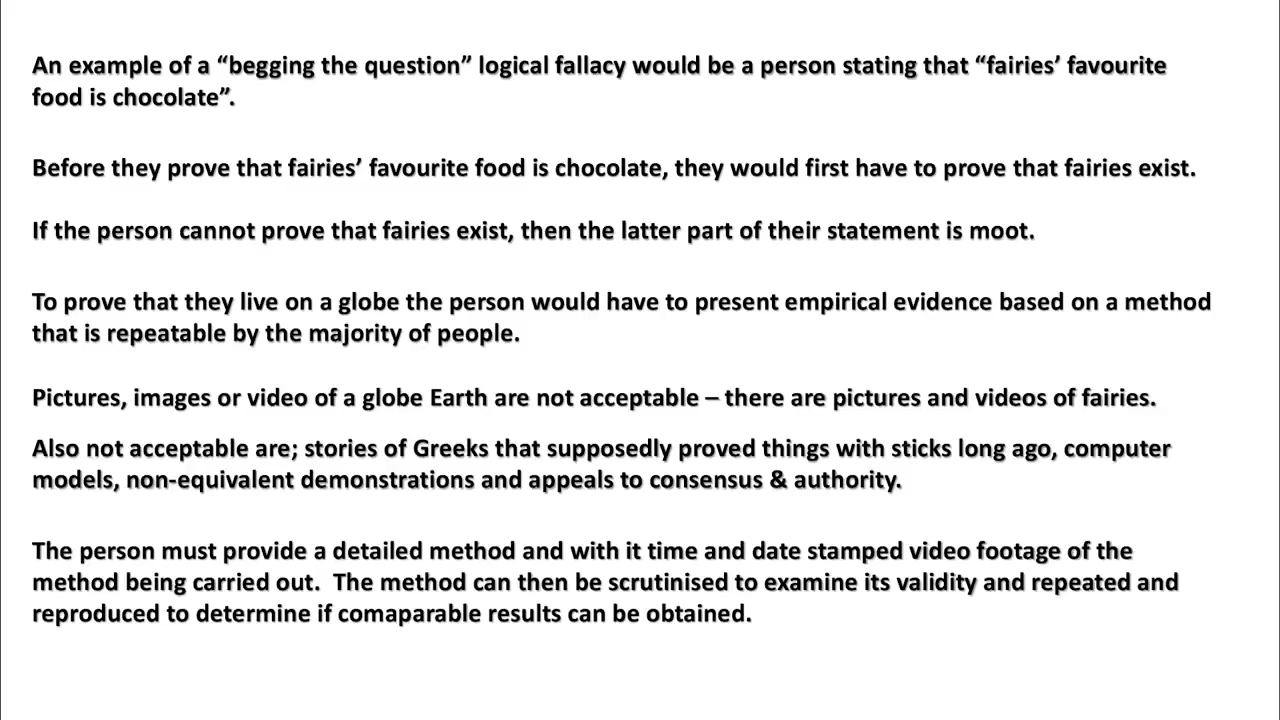 An example of a “begging the question” logical fallacy would be a person stating that “fairies’ favourite
food is chocolate”.
Before they prove that fairies’ favourite food is chocolate, they would first have to prove that fairies exist.
If the person cannot prove that fairies exist, then the latter part of their statement is moot.
To prove that they live on a globe the person would have to present empirical evidence based on a method
that is repeatable by the majority of people.
Pictures, images or video of a globe Earth are not acceptable – there are pictures and videos of fairies.
Also not acceptable are; stories of Greeks that supposedly proved things with sticks long ago, computer
models, non-equivalent demonstrations and appeals to consensus & authority.
The person must provide a detailed method and with it time and date stamped video footage of the
method being carried out.  The method can then be scrutinised to examine its validity and repeated and
reproduced to determine if comaparable results can be obtained.